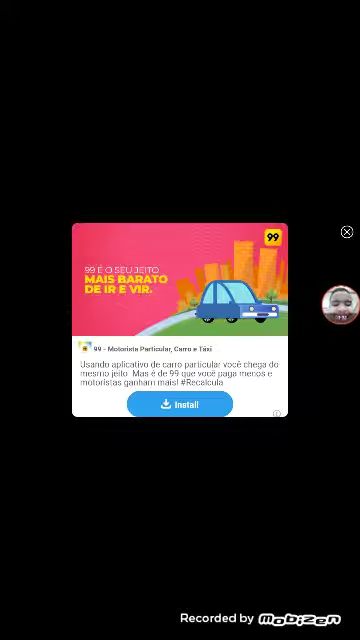 99
99 É O SEU JEITO
MAIS BARATO
DE IR E VIR.
99 - Motorista Particular, Carro e Táxi
Usando aplicativo de carro particular você chega do
mesmo jeito Mas é de 99 que você paga menos e
motoristas ganham mais! #Recalcula
Install
Recorded by Mobizen